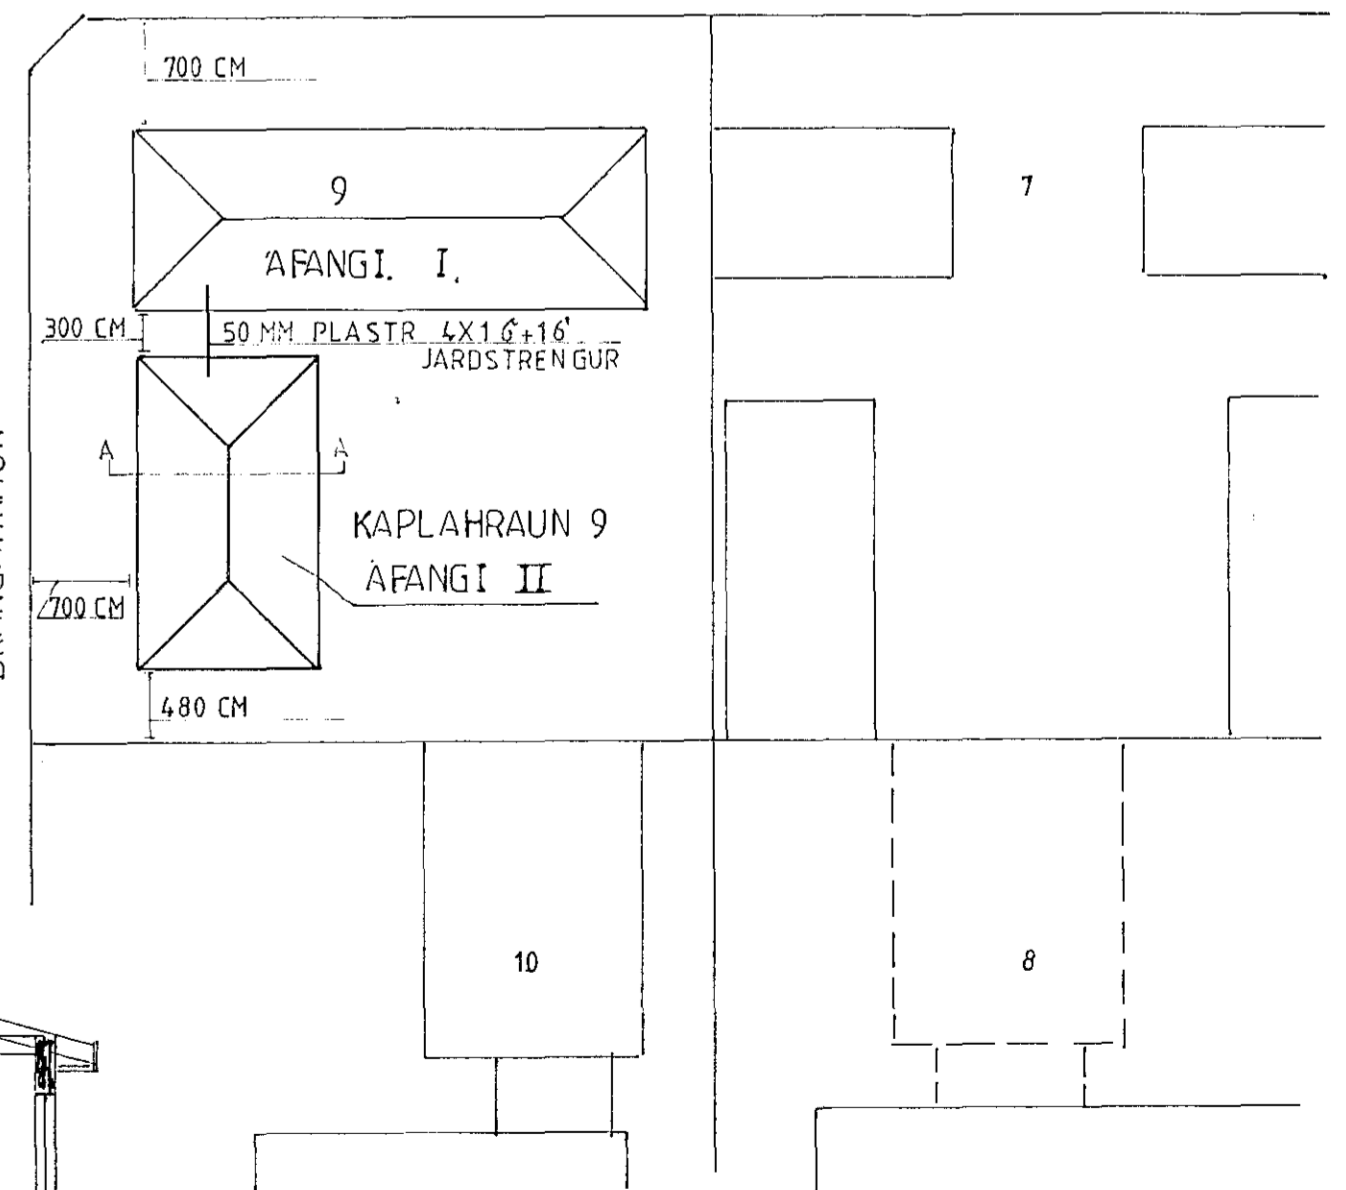 700 CM
9
7
ÁFANGI. I.
300 CM
50 MM PLASTR 4X16+16
JARDSTRENGUR
A A
KAPLAHRAUN 9
ÁFANGI II
700 CM
480 CM
10
8